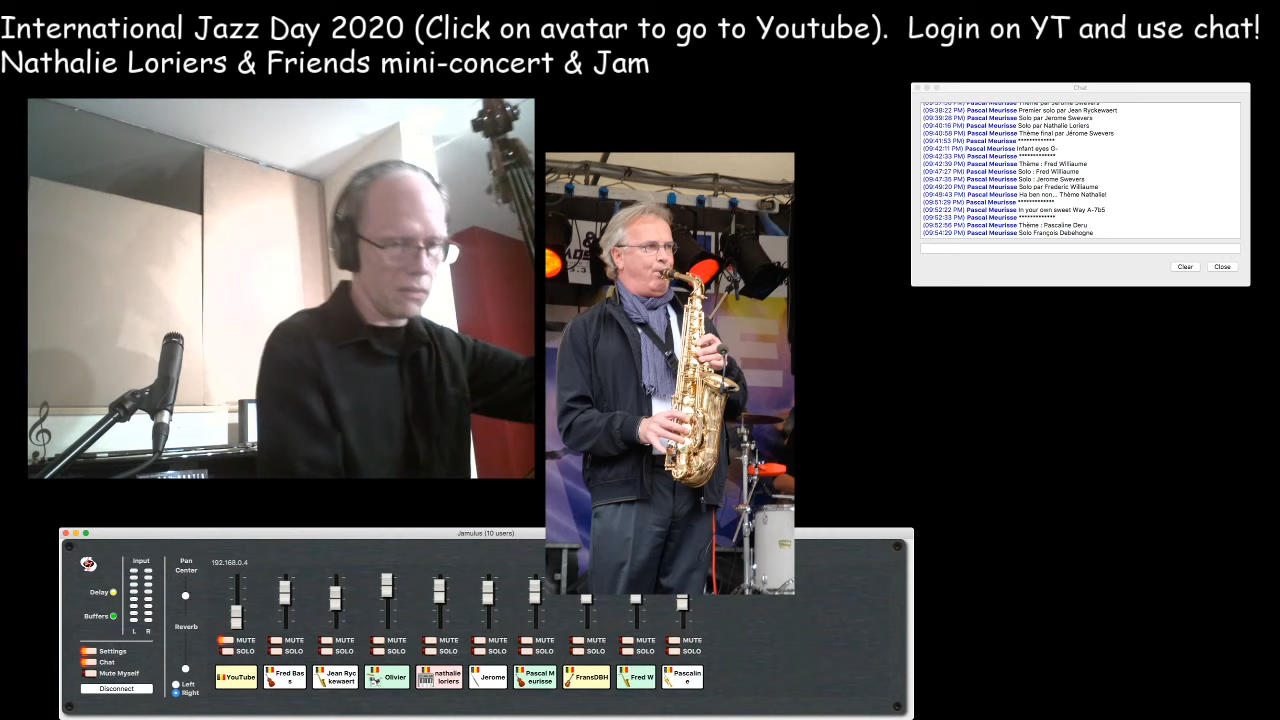 International Jazz Day 2020 (Click on avatar to go to Youtube).  Login on YT and use chat!
Nathalie Loriers & Friends mini-concert & Jam
Chat
(09:38:22 PM) Pascal Meurisse Premier solo par Jean Ryckewaert
(09:39:28 PM) Pascal Meurisse Solo par Jerome Swevers
(09:40:16 PM) Pascal Meurisse Solo par Nathalie Loriers
(09:40:58 PM) Pascal Meurisse Thème final par Jérome Swevers
(09:41:53 PM) Pascal Meurisse *************
(09:42:11 PM) Pascal Meurisse Infant eyes G-
(09:42:33 PM) Pascal Meurisse *************
(09:42:39 PM) Pascal Meurisse Thème : Fred Williaume
(09:47:27 PM) Pascal Meurisse Solo : Fred Williaume
(09:47:35 PM) Pascal Meurisse Solo : Jerome Swevers
(09:49:20 PM) Pascal Meurisse Solo par Frederic Williaume
(09:49:43 PM) Pascal Meurisse Ha ben non... Thème Nathalie!
(09:51:29 PM) Pascal Meurisse *************
(09:52:22 PM) Pascal Meurisse In your own sweet Way A-7b5
(09:52:33 PM) Pascal Meurisse *************
(09:52:56 PM) Pascal Meurisse Thème : Pascaline Deru
(09:54:29 PM) Pascal Meurisse Solo François Debehogne
Clear Close
Jamulus (10 users)
Input
Pan
Center
192.168.0.4
Delay
Buffers
L R
Reverb
MUTE MUTE MUTE MUTE MUTE MUTE MUTE MUTE MUTE MUTE
SOLO SOLO SOLO SOLO SOLO SOLO SOLO SOLO SOLO SOLO
Settings
Chat
Mute Myself
Disconnect
Left
Right
YouTube
Fred Bas
s
Jean Ryc
kewaert
Olivier
nathalie
loriers
Jerome
Pascal M
eurisse
FransDBH
Fred W
Pascalin
e